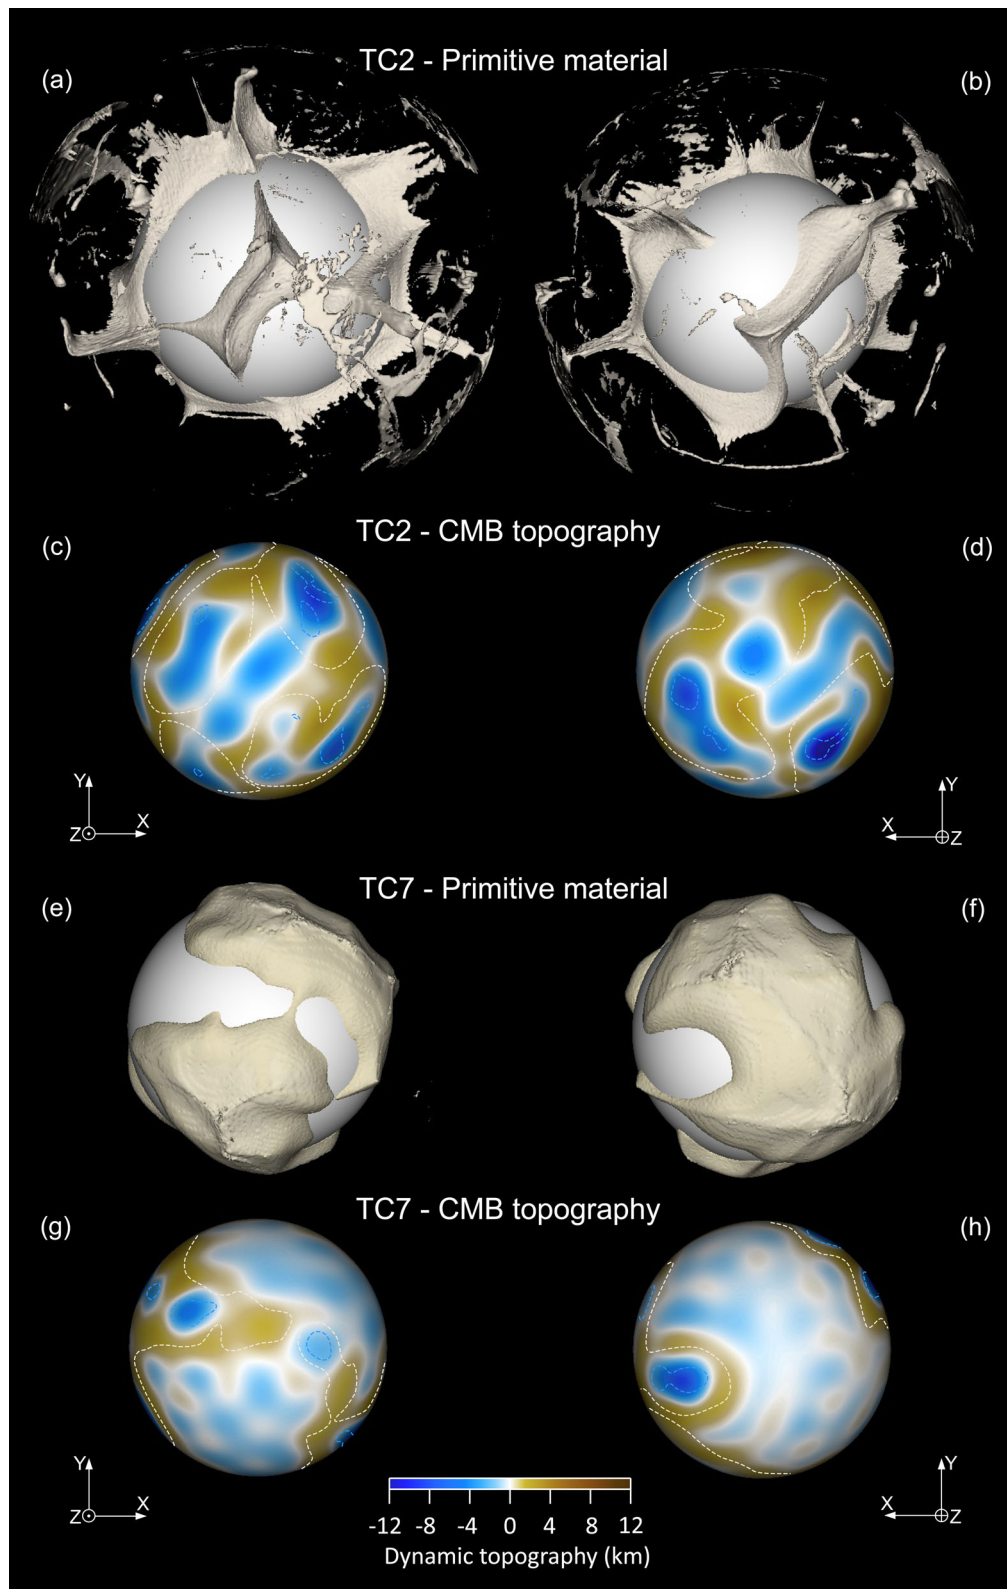 TC2 - Primitive material
(a)
(b)
TC2 - CMB topography
(c)
(d)
Y
X
Z
Y
X
Z
TC7 - Primitive material
(e)
(f)
TC7 - CMB topography
(g)
(h)
Y
X
Z
Y
X
Z
-12 -8 -4 0 4 8 12
Dynamic topography (km)